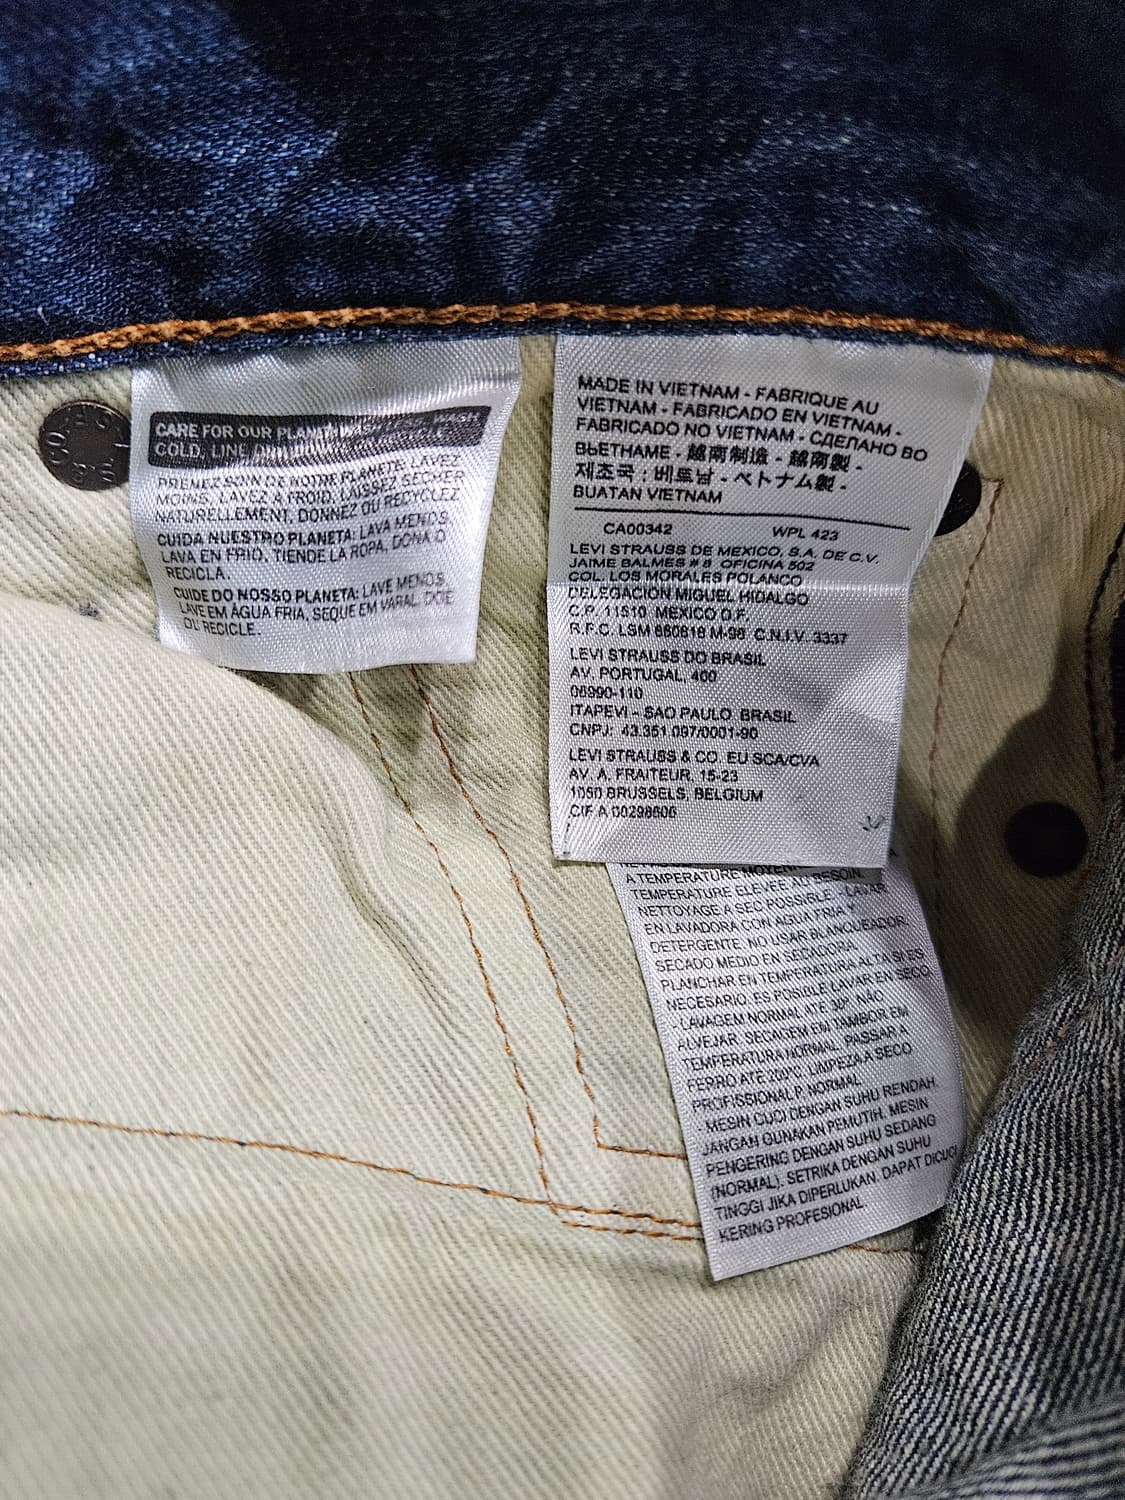 CARE FOR OUR PLANET: WASH LESS, WASH
COLD, LINE
PRENEZ SOIN DE NOTRE PLANÈTE: LAVEZ
MOINS, LAVEZ À FROID, LAISSEZ SÉCHER
NATURELLEMENT, DONNEZ OU RECYCLEZ
CUIDA NUESTRO PLANETA: LAVA MENOS,
LAVA EN FRIO, TIENDE LA ROPA, DONA O
RECICLA.
CUIDE DO NOSSO PLANETA: LAVE MENOS,
LAVE EM ÁGUA FRIA, SEQUE EM VARAL, DOE
OU RECICLE.
MADE IN VIETNAM - FABRIQUE AU
VIETNAM - FABRICADO EN VIETNAM -
FABRICADO NO VIETNAM - СДЕЛАНО ВО
ВЬЕТНАМЕ - 越南制造 - 越南製 -
제조국 : 베트남 - ベトナム製 -
BUATAN VIETNAM
CA00342 WPL 423
LEVI STRAUSS DE MEXICO, S.A. DE C.V.
JAIME BALMES # 8 OFICINA 502
COL. LOS MORALES POLANCO
DELEGACION MIGUEL HIDALGO
C.P. 11510 MEXICO D.F.
R.F.C. LSM 660618 M-98 C.N.I.V. 3337
LEVI STRAUSS DO BRASIL
AV. PORTUGAL, 400
06690-110
ITAPEVI - SAO PAULO BRASIL
CNPJ: 43.351.097/0001-90
LEVI STRAUSS & CO. EU SCA/CVA
AV. A. FRAITEUR, 15-23
1050 BRUSSELS, BELGIUM
CIF A 00298606
A TEMPERATURE MOYENNE
TEMPERATURE ELEVEE AU BESOIN.
NETTOYAGE A SEC POSSIBLE - LAVAR
EN LAVADORA CON AGUA FRIA Y
DETERGENTE. NO USAR BLANQUEADOR.
SECADO MEDIO EN SECADORA.
PLANCHAR EN TEMPERATURA ALTA SI ES
NECESARIO. ES POSIBLE LAVAR EN SECO
- LAVAGEM NORMAL ATÉ 30º. NÃO
ALVEJAR. SECAGEM EM TAMBOR EM
TEMPERATURA NORMAL. PASSAR A
FERRO ATÉ 200ºC. LIMPEZA A SECO
PROFISSIONAL P. NORMAL
MESIN CUCI DENGAN SUHU RENDAH.
JANGAN GUNAKAN PEMUTIH. MESIN
PENGERING DENGAN SUHU SEDANG
(NORMAL). SETRIKA DENGAN SUHU
TINGGI JIKA DIPERLUKAN. DAPAT DICUCI
KERING PROFESIONAL.